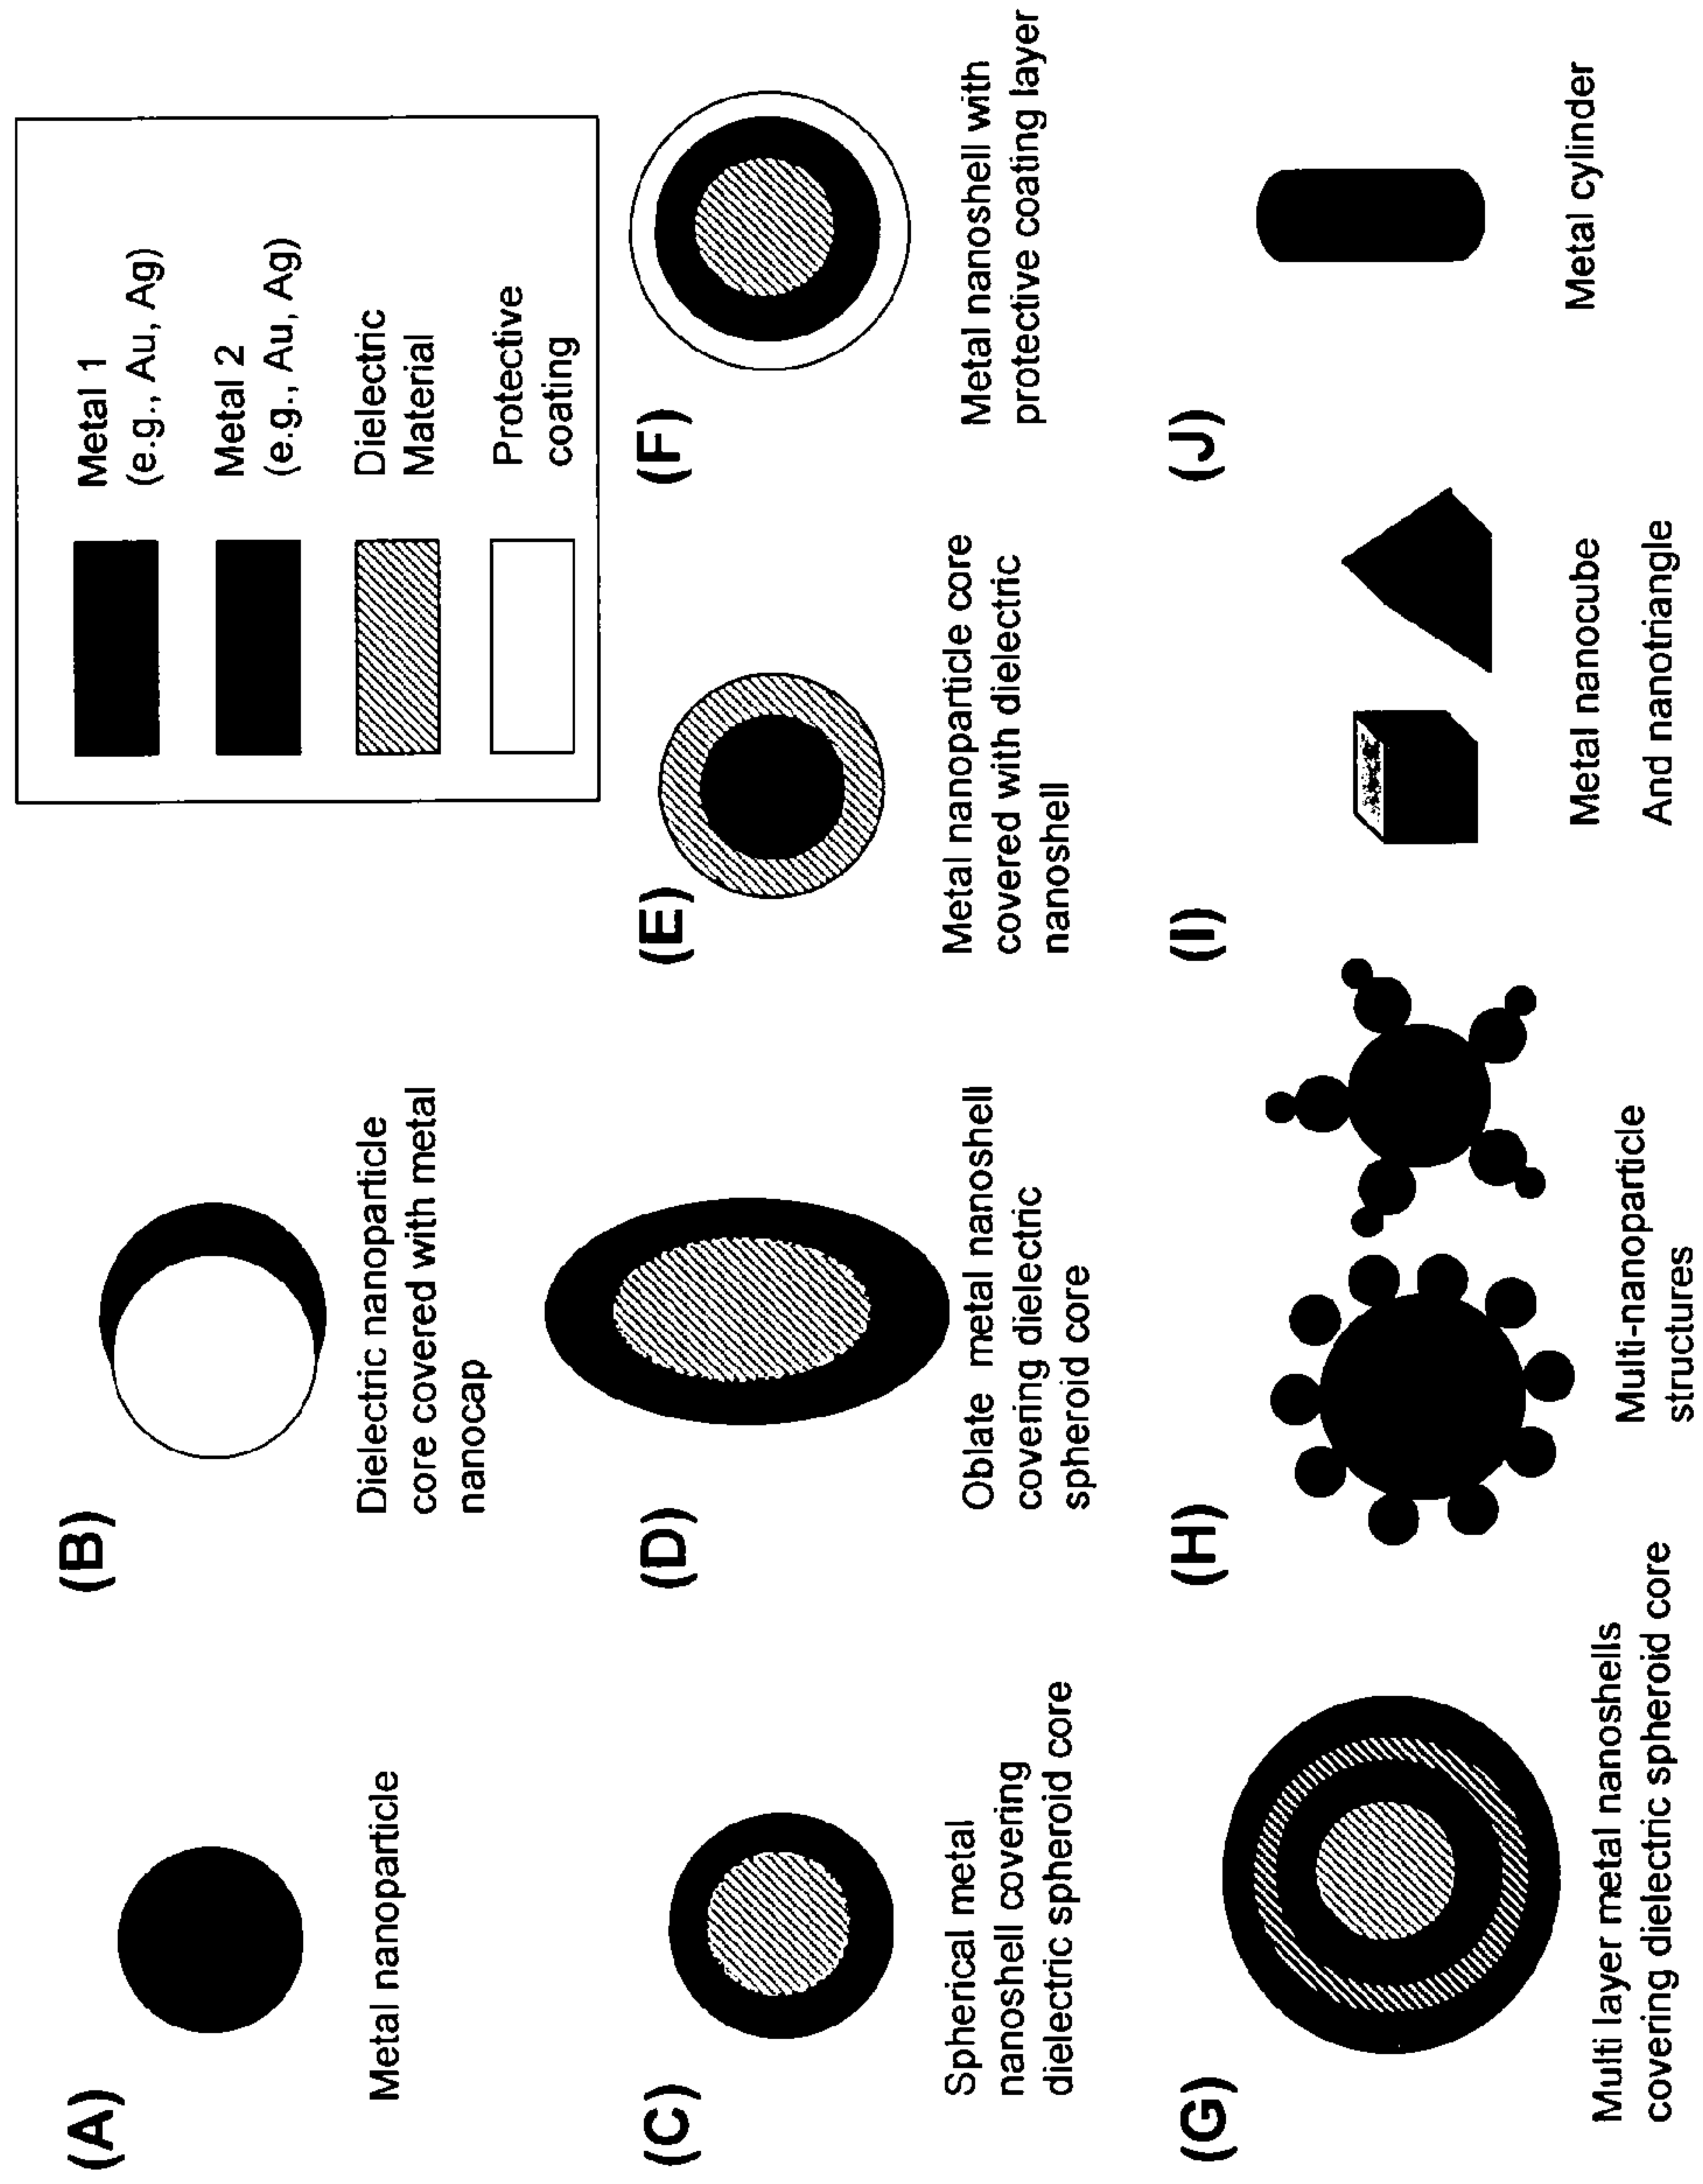 (A)
Metal nanoparticle
(B)
Dielectric nanoparticle
core covered with metal
nanocap
Metal 1
(e.g., Au, Ag)
Metal 2
(e.g., Au, Ag)
Dielectric
Material
Protective
coating
(C)
Spherical metal
nanoshell covering
dielectric spheroid core
(D)
Oblate metal nanoshell
covering dielectric
spheroid core
(E)
Metal nanoparticle core
covered with dielectric
nanoshell
(F)
Metal nanoshell with
protective coating layer
(G)
Multi layer metal nanoshells
covering dielectric spheroid core
(H)
Multi-nanoparticle
structures
(I)
Metal nanocube
And nanotriangle
(J)
Metal cylinder